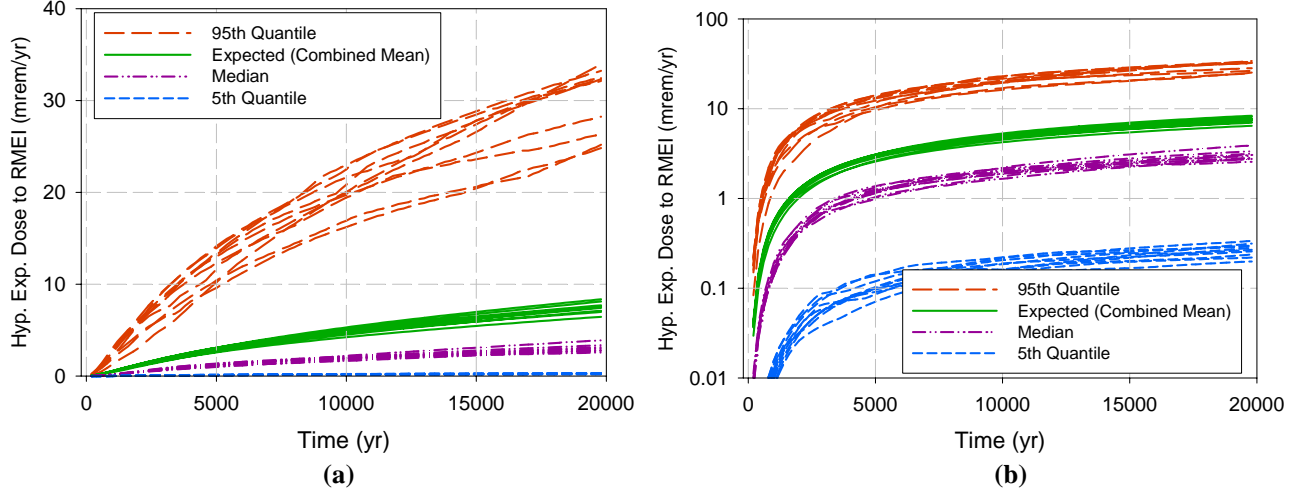 Hyp. Exp. Dose to RMEI (mrem/yr)
40
30
20
10
0
95th Quantile
Expected (Combined Mean)
Median
5th Quantile
0 5000 10000 15000 20000
Time (yr)
(a)
Hyp. Exp. Dose to RMEI (mrem/yr)
100
10
1
0.1
0.01
95th Quantile
Expected (Combined Mean)
Median
5th Quantile
0 5000 10000 15000 20000
Time (yr)
(b)